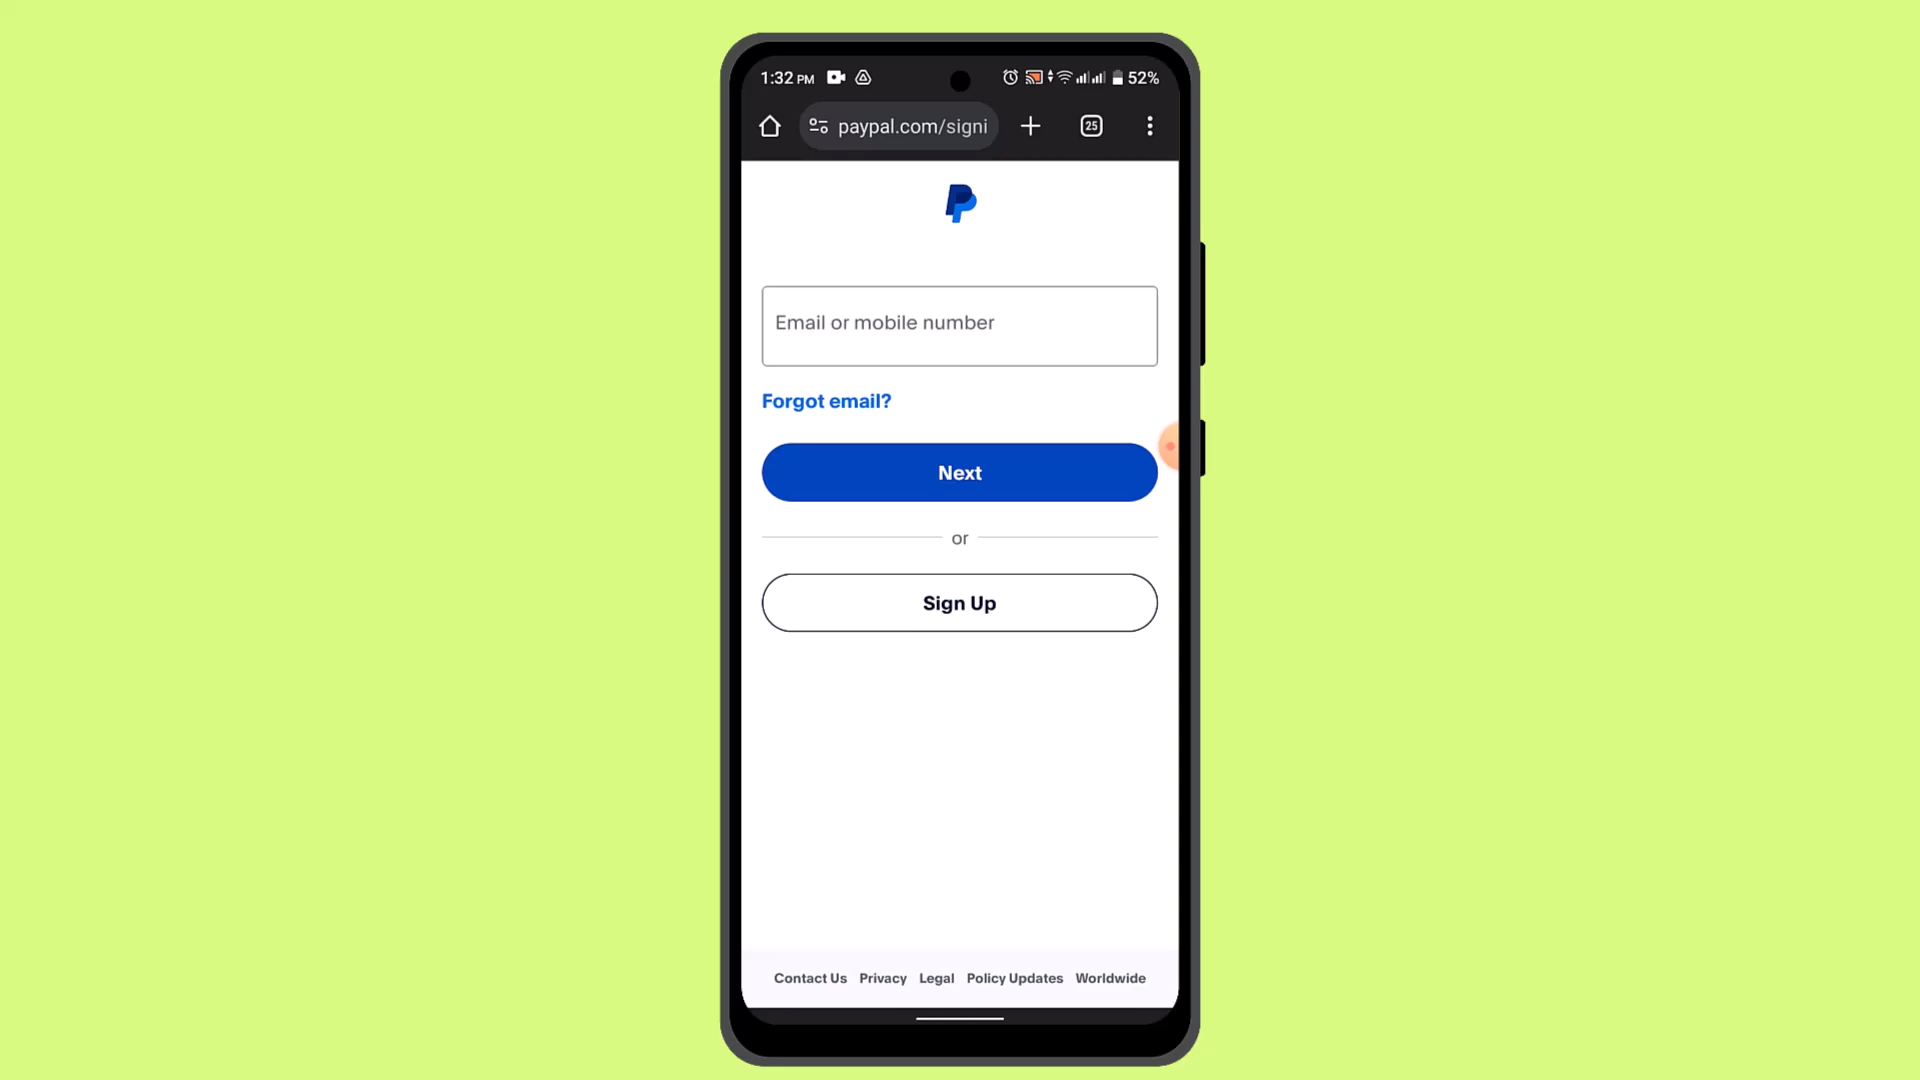 1:32 PM 52%
paypal.com/signi 25
Email or mobile number
Forgot email?
Next
or
Sign Up
Contact Us Privacy Legal Policy Updates Worldwide